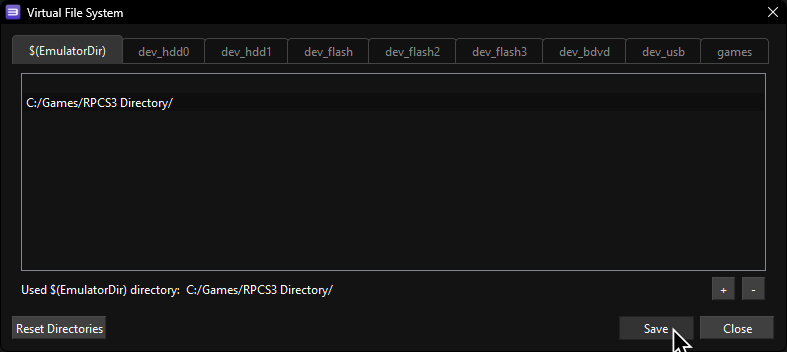 Virtual File System
$(EmulatorDir) dev_hdd0 dev_hdd1 dev_flash dev_flash2 dev_flash3 dev_bdvd dev_usb games
C:/Games/RPCS3 Directory/
Used $(EmulatorDir) directory: C:/Games/RPCS3 Directory/ + -
Reset Directories Save Close